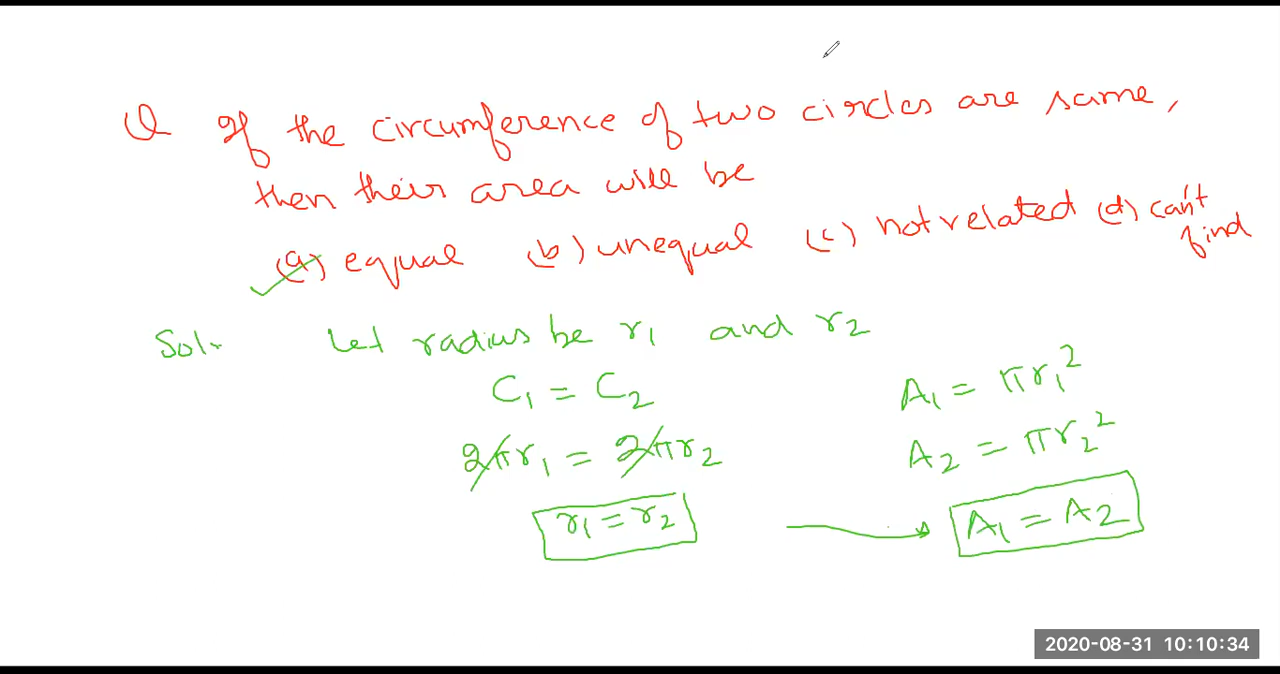 Q If the circumference of two circles are same,
then their area will be
(a) equal (b) unequal (c) not related (d) can't find
Sol:- Let radius be r₁ and r₂
C₁ = C₂ A₁ = πr₁²
2πr₁ = 2πr₂ A₂ = πr₂²
r₁ = r₂ → A₁ = A₂
2020-08-31 10:10:34